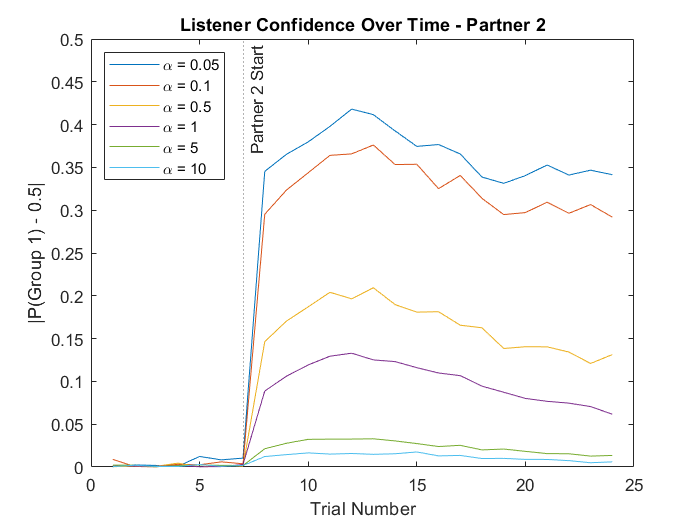 Listener Confidence Over Time - Partner 2
|P(Group 1) - 0.5|
0.5
0.45
0.4
0.35
0.3
0.25
0.2
0.15
0.1
0.05
0
α = 0.05
α = 0.1
α = 0.5
α = 1
α = 5
α = 10
Partner 2 Start
0 5 10 15 20 25
Trial Number